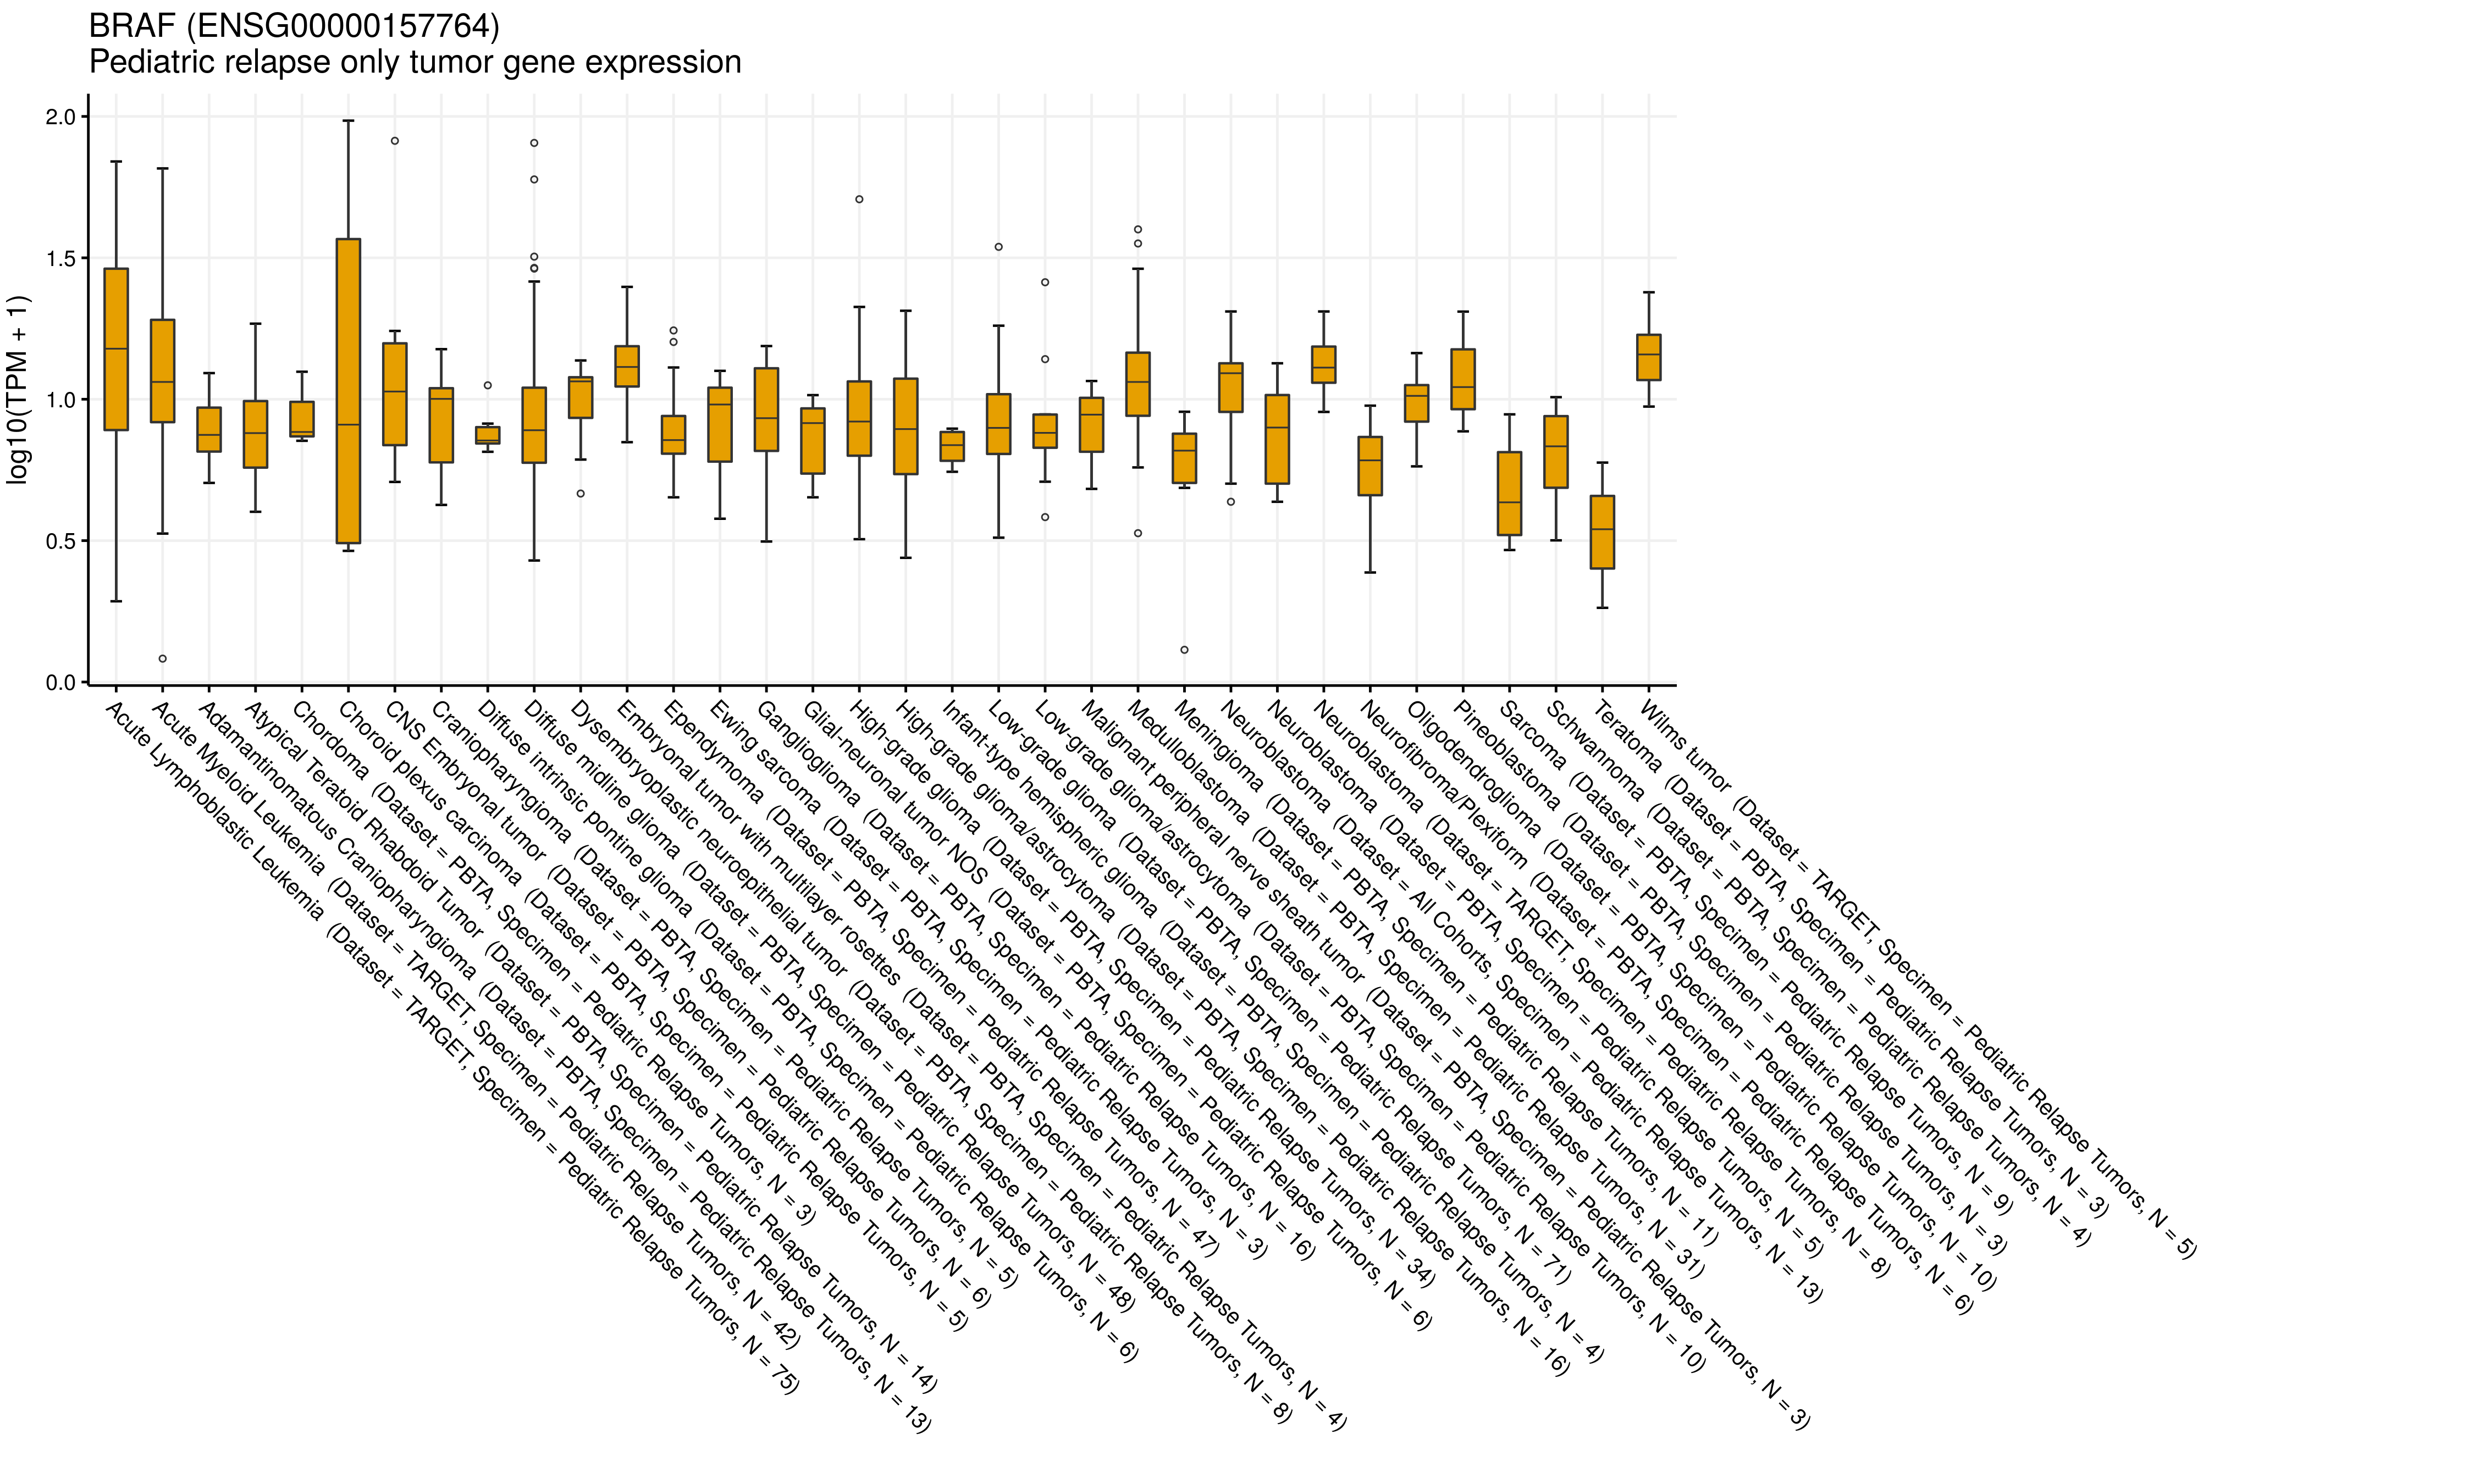 BRAF (ENSG00000157764)
Pediatric relapse only tumor gene expression
log10(TPM + 1)
2.0
1.5
1.0
0.5
0.0
Acute Lymphoblastic Leukemia (Dataset = TARGET, Specimen = Pediatric Relapse Tumors, N = 75)
Acute Myeloid Leukemia (Dataset = TARGET, Specimen = Pediatric Relapse Tumors, N = 42)
Adamantinomatous Craniopharyngioma (Dataset = PBTA, Specimen = Pediatric Relapse Tumors, N = 13)
Atypical Teratoid Rhabdoid Tumor (Dataset = PBTA, Specimen = Pediatric Relapse Tumors, N = 14)
Chordoma (Dataset = PBTA, Specimen = Pediatric Relapse Tumors, N = 3)
Choroid plexus carcinoma (Dataset = PBTA, Specimen = Pediatric Relapse Tumors, N = 5)
CNS Embryonal tumor (Dataset = PBTA, Specimen = Pediatric Relapse Tumors, N = 6)
Craniopharyngioma (Dataset = PBTA, Specimen = Pediatric Relapse Tumors, N = 5)
Diffuse intrinsic pontine glioma (Dataset = PBTA, Specimen = Pediatric Relapse Tumors, N = 6)
Diffuse midline glioma (Dataset = PBTA, Specimen = Pediatric Relapse Tumors, N = 48)
Dysembryoplastic neuroepithelial tumor (Dataset = PBTA, Specimen = Pediatric Relapse Tumors, N = 8)
Embryonal tumor with multilayer rosettes (Dataset = PBTA, Specimen = Pediatric Relapse Tumors, N = 4)
Ependymoma (Dataset = PBTA, Specimen = Pediatric Relapse Tumors, N = 47)
Ewing sarcoma (Dataset = PBTA, Specimen = Pediatric Relapse Tumors, N = 3)
Ganglioglioma (Dataset = PBTA, Specimen = Pediatric Relapse Tumors, N = 16)
Glial-neuronal tumor NOS (Dataset = PBTA, Specimen = Pediatric Relapse Tumors, N = 6)
High-grade glioma (Dataset = PBTA, Specimen = Pediatric Relapse Tumors, N = 34)
High-grade glioma/astrocytoma (Dataset = PBTA, Specimen = Pediatric Relapse Tumors, N = 16)
Infant-type hemispheric glioma (Dataset = PBTA, Specimen = Pediatric Relapse Tumors, N = 4)
Low-grade glioma (Dataset = PBTA, Specimen = Pediatric Relapse Tumors, N = 71)
Low-grade glioma/astrocytoma (Dataset = PBTA, Specimen = Pediatric Relapse Tumors, N = 10)
Malignant peripheral nerve sheath tumor (Dataset = PBTA, Specimen = Pediatric Relapse Tumors, N = 3)
Medulloblastoma (Dataset = PBTA, Specimen = Pediatric Relapse Tumors, N = 31)
Meningioma (Dataset = PBTA, Specimen = Pediatric Relapse Tumors, N = 11)
Neuroblastoma (Dataset = All Cohorts, Specimen = Pediatric Relapse Tumors, N = 13)
Neuroblastoma (Dataset = PBTA, Specimen = Pediatric Relapse Tumors, N = 5)
Neuroblastoma (Dataset = TARGET, Specimen = Pediatric Relapse Tumors, N = 8)
Neurofibroma/Plexiform (Dataset = PBTA, Specimen = Pediatric Relapse Tumors, N = 6)
Oligodendroglioma (Dataset = PBTA, Specimen = Pediatric Relapse Tumors, N = 10)
Pineoblastoma (Dataset = PBTA, Specimen = Pediatric Relapse Tumors, N = 3)
Sarcoma (Dataset = PBTA, Specimen = Pediatric Relapse Tumors, N = 9)
Schwannoma (Dataset = PBTA, Specimen = Pediatric Relapse Tumors, N = 4)
Teratoma (Dataset = PBTA, Specimen = Pediatric Relapse Tumors, N = 3)
Wilms tumor (Dataset = TARGET, Specimen = Pediatric Relapse Tumors, N = 5)